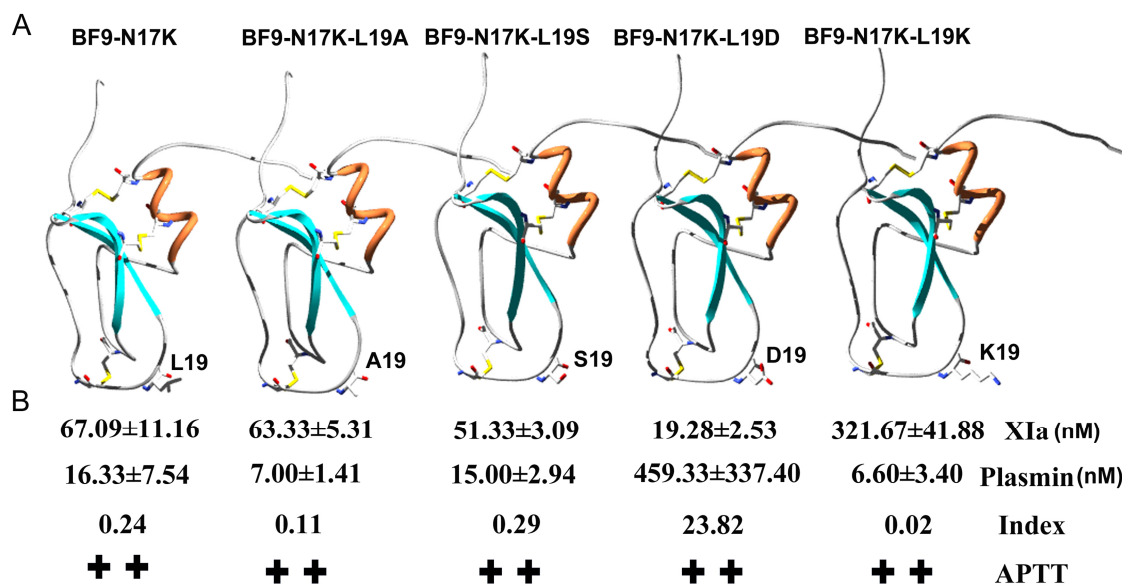 A
BF9-N17K BF9-N17K-L19A BF9-N17K-L19S BF9-N17K-L19D BF9-N17K-L19K
L19 A19 S19 D19 K19
B
67.09±11.16 63.33±5.31 51.33±3.09 19.28±2.53 321.67±41.88 XIa (nM)
16.33±7.54 7.00±1.41 15.00±2.94 459.33±337.40 6.60±3.40 Plasmin (nM)
0.24 0.11 0.29 23.82 0.02 Index
++ ++ ++ ++ ++ APTT